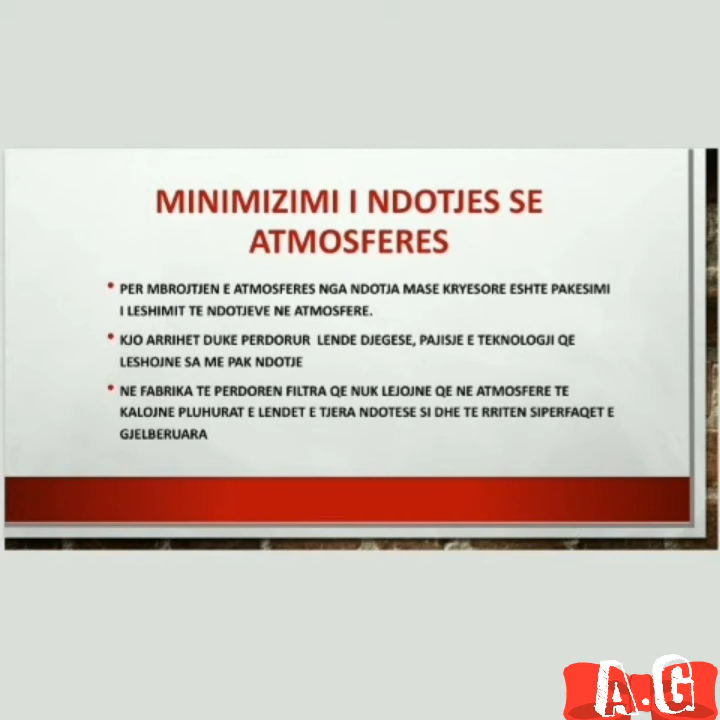 MINIMIZIMI I NDOTJES SE
ATMOSFERES
• PER MBROJTJEN E ATMOSFERES NGA NDOTJA MASE KRYESORE ESHTE PAKESIMI
I LESHIMIT TE NDOTJEVE NE ATMOSFERE.
• KJO ARRIHET DUKE PERDORUR LENDE DJEGESE, PAJISJE E TEKNOLOGJI QE
LESHOJNE SA ME PAK NDOTJE
• NE FABRIKA TE PERDOREN FILTRA QE NUK LEJOJNE QE NE ATMOSFERE TE
KALOJNE PLUHURAT E LENDET E TJERA NDOTESE SI DHE TE RRITEN SIPERFAQET E
GJELBERUARA
A.G